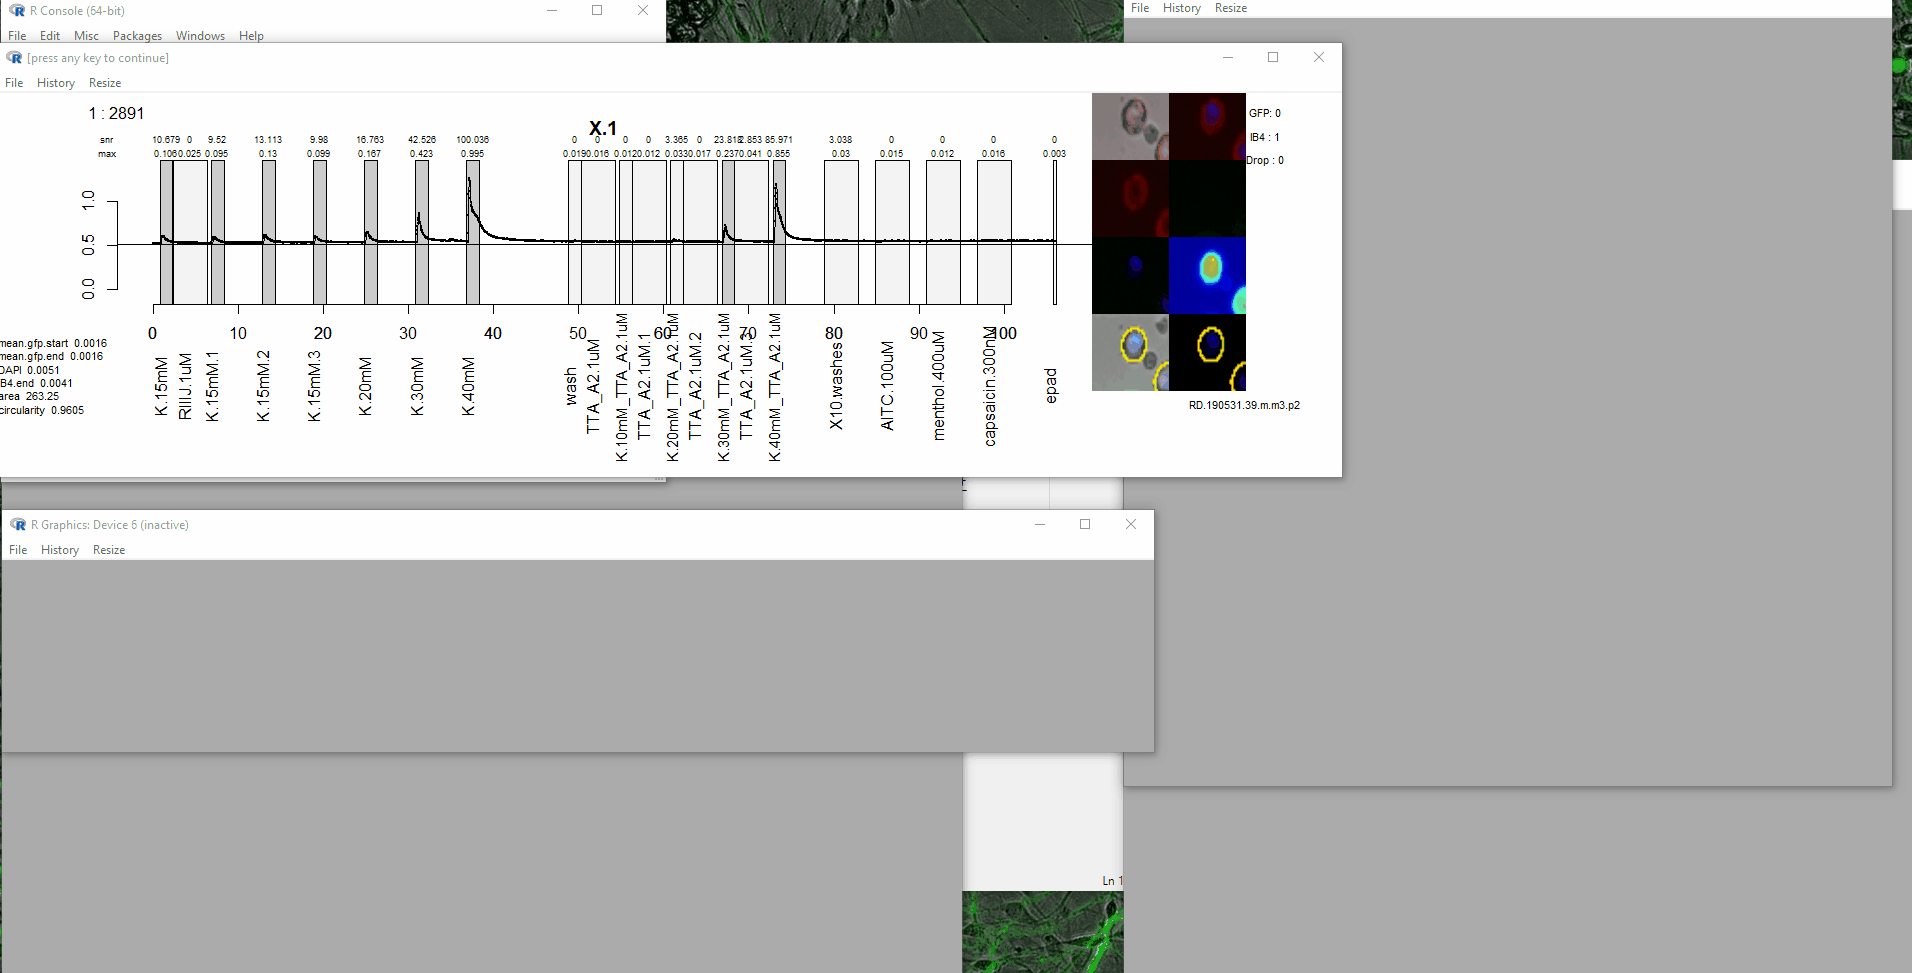 R Console (64-bit)
File Edit Misc Packages Windows Help
File History Resize
[press any key to continue]
File History Resize
1 : 2891
X.1
snr 10.679 0 9.52 13.113 9.98 16.763 42.526 100.036 0 0 0 0 3.365 0 23.818 2.853 85.971 3.038 0 0 0 0
max 0.106 0.025 0.095 0.13 0.099 0.167 0.423 0.995 0.019 0.016 0.012 0.012 0.033 0.017 0.237 0.041 0.855 0.03 0.015 0.012 0.016 0.003
GFP: 0
IB4 : 1
Drop : 0
1.0
0.5
0.0
0 10 20 30 40 50 60 70 80 90 100
mean.gfp.start 0.0016
mean.gfp.end 0.0016
DAPI 0.0051
IB4.end 0.0041
area 263.25
circularity 0.9605
K.15mM
RIIIJ.1uM
K.15mM.1
K.15mM.2
K.15mM.3
K.20mM
K.30mM
K.40mM
wash
TTA_A2.1uM
K.10mM_TTA_A2.1uM
TTA_A2.1uM.1
K.20mM_TTA_A2.1uM
TTA_A2.1uM.2
K.30mM_TTA_A2.1uM
TTA_A2.1uM.3
K.40mM_TTA_A2.1uM
X10.washes
AITC.100uM
menthol.400uM
capsaicin.300nM
epad
RD.190531.39.m.m3.p2
R Graphics: Device 6 (inactive)
File History Resize
Ln 1